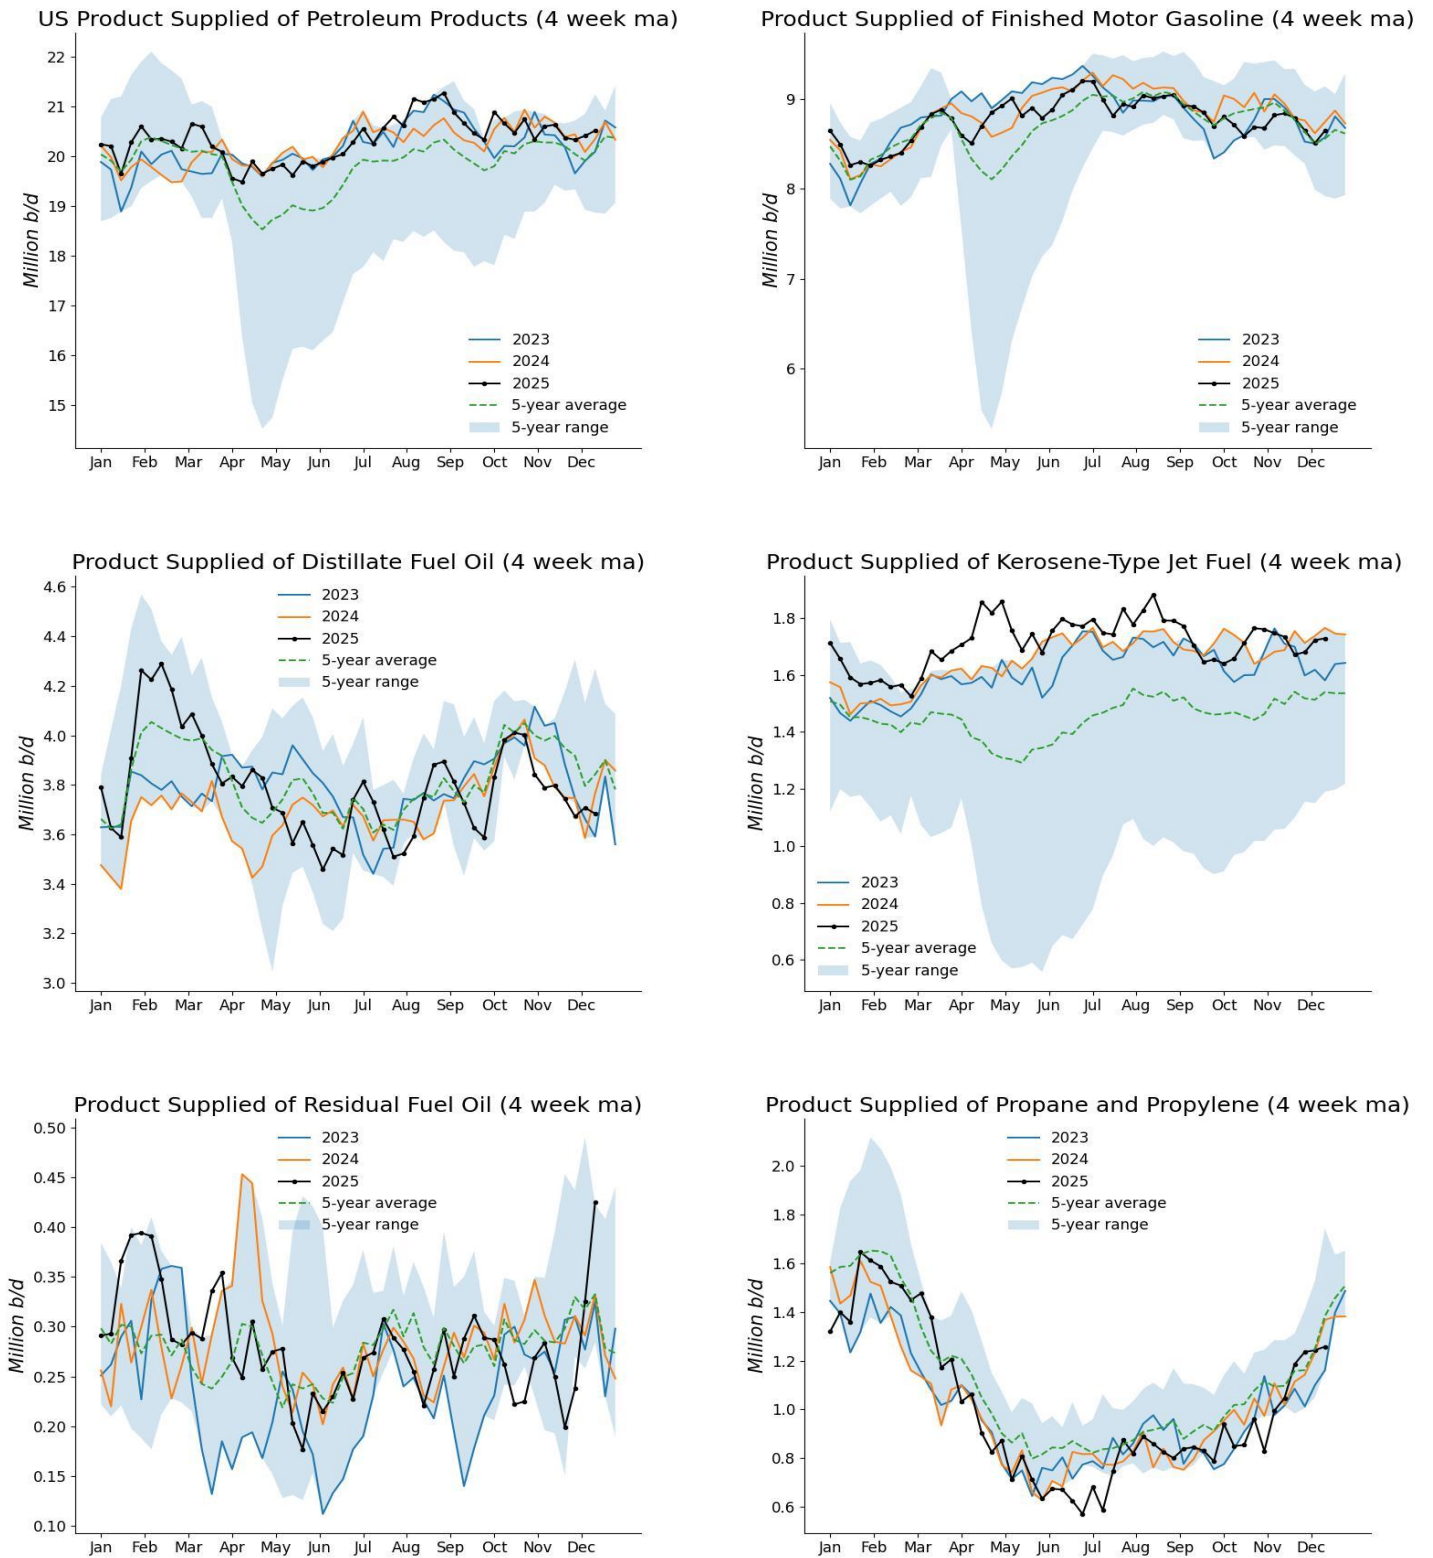 US Product Supplied of Petroleum Products (4 week ma)
Million b/d
22
21
20
19
18
17
16
15
2023
2024
2025
5-year average
5-year range
Jan Feb Mar Apr May Jun Jul Aug Sep Oct Nov Dec
Product Supplied of Finished Motor Gasoline (4 week ma)
Million b/d
9
8
7
6
2023
2024
2025
5-year average
5-year range
Jan Feb Mar Apr May Jun Jul Aug Sep Oct Nov Dec
Product Supplied of Distillate Fuel Oil (4 week ma)
Million b/d
4.6
4.4
4.2
4.0
3.8
3.6
3.4
3.2
3.0
2023
2024
2025
5-year average
5-year range
Jan Feb Mar Apr May Jun Jul Aug Sep Oct Nov Dec
Product Supplied of Kerosene-Type Jet Fuel (4 week ma)
Million b/d
1.8
1.6
1.4
1.2
1.0
0.8
0.6
2023
2024
2025
5-year average
5-year range
Jan Feb Mar Apr May Jun Jul Aug Sep Oct Nov Dec
Product Supplied of Residual Fuel Oil (4 week ma)
Million b/d
0.50
0.45
0.40
0.35
0.30
0.25
0.20
0.15
0.10
2023
2024
2025
5-year average
5-year range
Jan Feb Mar Apr May Jun Jul Aug Sep Oct Nov Dec
Product Supplied of Propane and Propylene (4 week ma)
Million b/d
2.0
1.8
1.6
1.4
1.2
1.0
0.8
0.6
2023
2024
2025
5-year average
5-year range
Jan Feb Mar Apr May Jun Jul Aug Sep Oct Nov Dec